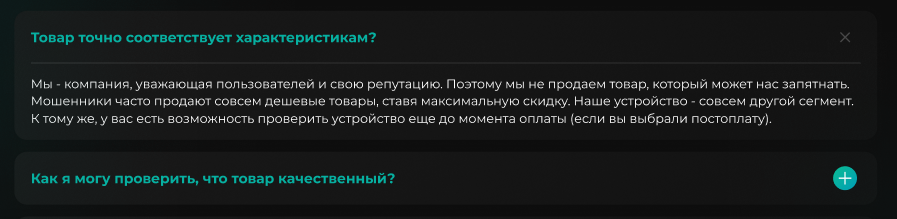 Товар точно соответствует характеристикам?
Мы - компания, уважающая пользователей и свою репутацию. Поэтому мы не продаем товар, который может нас запятнать.
Мошенники часто продают совсем дешевые товары, ставя максимальную скидку. Наше устройство - совсем другой сегмент.
К тому же, у вас есть возможность проверить устройство еще до момента оплаты (если вы выбрали постоплату).
Как я могу проверить, что товар качественный?